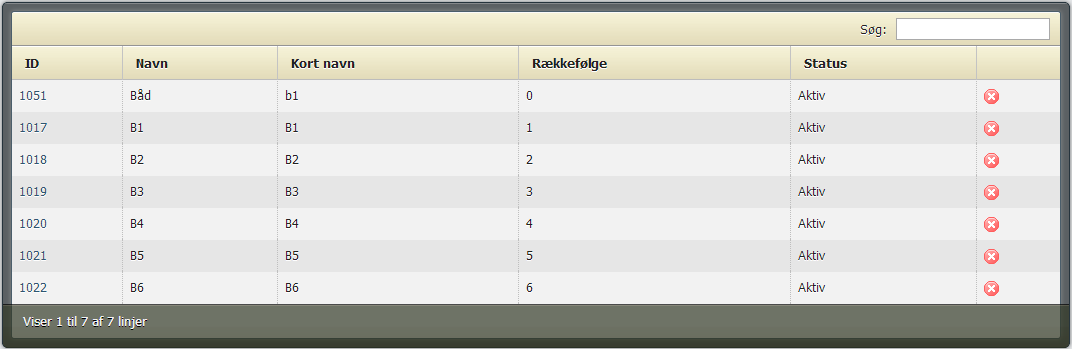 Søg:
ID Navn Kort navn Rækkefølge Status
1051 Båd b1 0 Aktiv
1017 B1 B1 1 Aktiv
1018 B2 B2 2 Aktiv
1019 B3 B3 3 Aktiv
1020 B4 B4 4 Aktiv
1021 B5 B5 5 Aktiv
1022 B6 B6 6 Aktiv
Viser 1 til 7 af 7 linjer